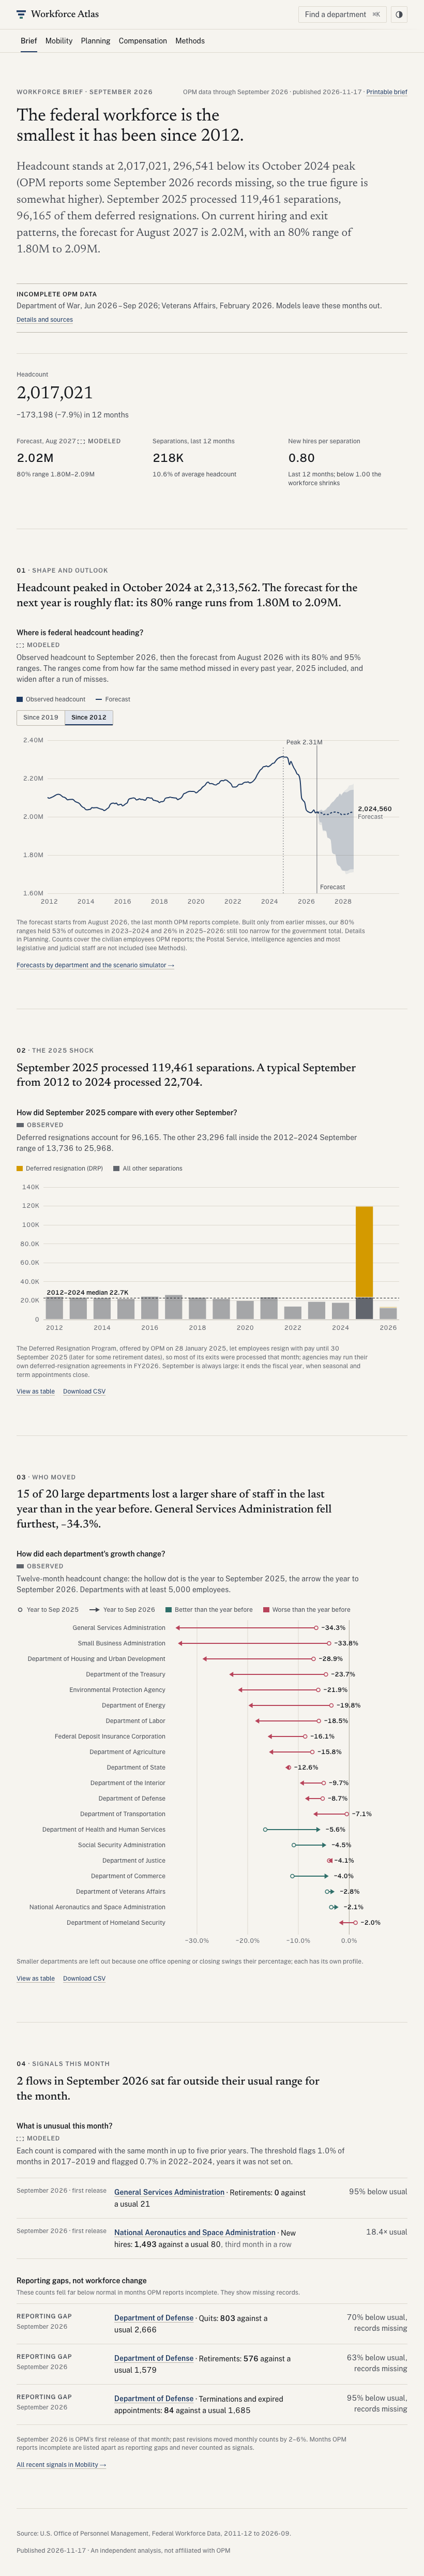 Workforce Atlas
Find a department ⌘K
Brief Mobility Planning Compensation Methods
WORKFORCE BRIEF · SEPTEMBER 2026
OPM data through September 2026 · published 2026-11-17 · Printable brief
The federal workforce is the
smallest it has been since 2012.
Headcount stands at 2,017,021, 296,541 below its October 2024 peak
(OPM reports some September 2026 records missing, so the true figure is
somewhat higher). September 2025 processed 119,461 separations,
96,165 of them deferred resignations. On current hiring and exit
patterns, the forecast for August 2027 is 2.02M, with an 80% range of
1.80M to 2.09M.
INCOMPLETE OPM DATA
Department of War, Jun 2026–Sep 2026; Veterans Affairs, February 2026. Models leave these months out.
Details and sources
Headcount
2,017,021
−173,198 (−7.9%) in 12 months
Forecast, Aug 2027 MODELED
2.02M
80% range 1.80M–2.09M
Separations, last 12 months
218K
10.6% of average headcount
New hires per separation
0.80
Last 12 months; below 1.00 the
workforce shrinks
01 · SHAPE AND OUTLOOK
Headcount peaked in October 2024 at 2,313,562. The forecast for the
next year is roughly flat: its 80% range runs from 1.80M to 2.09M.
Where is federal headcount heading?
MODELED
Observed headcount to September 2026, then the forecast from August 2026 with its 80% and 95%
ranges. The ranges come from how far the same method missed in every past year, 2025 included, and
widen after a run of misses.
Observed headcount Forecast
Since 2019 Since 2012
2.40M
2.20M
2.00M
1.80M
1.60M
Peak 2.31M
2,024,560
Forecast
Forecast
2012 2014 2016 2018 2020 2022 2024 2026 2028
The forecast starts from August 2026, the last month OPM reports complete. Built only from earlier misses, our 80%
ranges held 53% of outcomes in 2023–2024 and 26% in 2025–2026: still too narrow for the government total. Details
in Planning. Counts cover the civilian employees OPM reports; the Postal Service, intelligence agencies and most
legislative and judicial staff are not included (see Methods).
Forecasts by department and the scenario simulator →
02 · THE 2025 SHOCK
September 2025 processed 119,461 separations. A typical September
from 2012 to 2024 processed 22,704.
How did September 2025 compare with every other September?
OBSERVED
Deferred resignations account for 96,165. The other 23,296 fall inside the 2012–2024 September
range of 13,736 to 25,968.
Deferred resignation (DRP) All other separations
140K
120K
100K
80.0K
60.0K
40.0K
20.0K
0
2012–2024 median 22.7K
2012 2014 2016 2018 2020 2022 2024 2026
The Deferred Resignation Program, offered by OPM on 28 January 2025, let employees resign with pay until 30
September 2025 (later for some retirement dates), so most of its exits were processed that month; agencies may run their
own deferred-resignation agreements in FY2026. September is always large: it ends the fiscal year, when seasonal and
term appointments close.
View as table Download CSV
03 · WHO MOVED
15 of 20 large departments lost a larger share of staff in the last
year than in the year before. General Services Administration fell
furthest, −34.3%.
How did each department's growth change?
OBSERVED
Twelve-month headcount change: the hollow dot is the year to September 2025, the arrow the year to
September 2026. Departments with at least 5,000 employees.
Year to Sep 2025 Year to Sep 2026 Better than the year before Worse than the year before
General Services Administration −34.3%
Small Business Administration −33.8%
Department of Housing and Urban Development −28.9%
Department of the Treasury −23.7%
Environmental Protection Agency −21.9%
Department of Energy −19.8%
Department of Labor −18.5%
Federal Deposit Insurance Corporation −16.1%
Department of Agriculture −15.8%
Department of State −12.6%
Department of the Interior −9.7%
Department of Defense −8.7%
Department of Transportation −7.1%
Department of Health and Human Services −5.6%
Social Security Administration −4.5%
Department of Justice −4.1%
Department of Commerce −4.0%
Department of Veterans Affairs −2.8%
National Aeronautics and Space Administration −2.1%
Department of Homeland Security −2.0%
−30.0% −20.0% −10.0% 0.0%
Smaller departments are left out because one office opening or closing swings their percentage; each has its own profile.
View as table Download CSV
04 · SIGNALS THIS MONTH
2 flows in September 2026 sat far outside their usual range for
the month.
What is unusual this month?
MODELED
Each count is compared with the same month in up to five prior years. The threshold flags 1.0% of
months in 2017–2019 and flagged 0.7% in 2022–2024, years it was not set on.
September 2026 · first release
General Services Administration · Retirements: 0 against
a usual 21
95% below usual
September 2026 · first release
National Aeronautics and Space Administration · New
hires: 1,493 against a usual 80, third month in a row
18.4× usual
Reporting gaps, not workforce change
These counts fell far below normal in months OPM reports incomplete. They show missing records.
REPORTING GAP
September 2026
Department of Defense · Quits: 803 against a
usual 2,666
70% below usual,
records missing
REPORTING GAP
September 2026
Department of Defense · Retirements: 576 against a
usual 1,579
63% below usual,
records missing
REPORTING GAP
September 2026
Department of Defense · Terminations and expired
appointments: 84 against a usual 1,685
95% below usual,
records missing
September 2026 is OPM's first release of that month; past revisions moved monthly counts by 2–6%. Months OPM
reports incomplete are listed apart as reporting gaps and never counted as signals.
All recent signals in Mobility →
Source: U.S. Office of Personnel Management, Federal Workforce Data, 2011-12 to 2026-09.
Published 2026-11-17 · An independent analysis, not affiliated with OPM